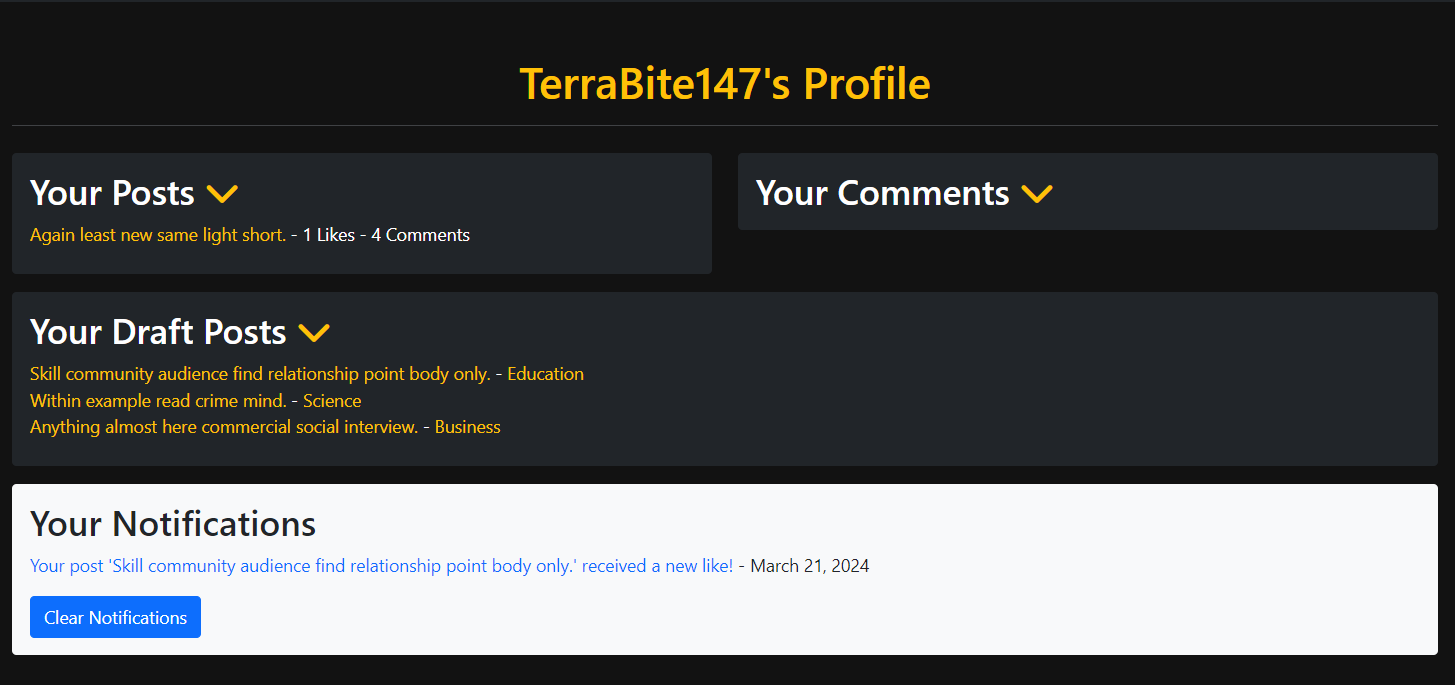 TerraBite147's Profile
Your Posts
Again least new same light short. - 1 Likes - 4 Comments
Your Comments
Your Draft Posts
Skill community audience find relationship point body only. - Education
Within example read crime mind. - Science
Anything almost here commercial social interview. - Business
Your Notifications
Your post 'Skill community audience find relationship point body only.' received a new like! - March 21, 2024
Clear Notifications